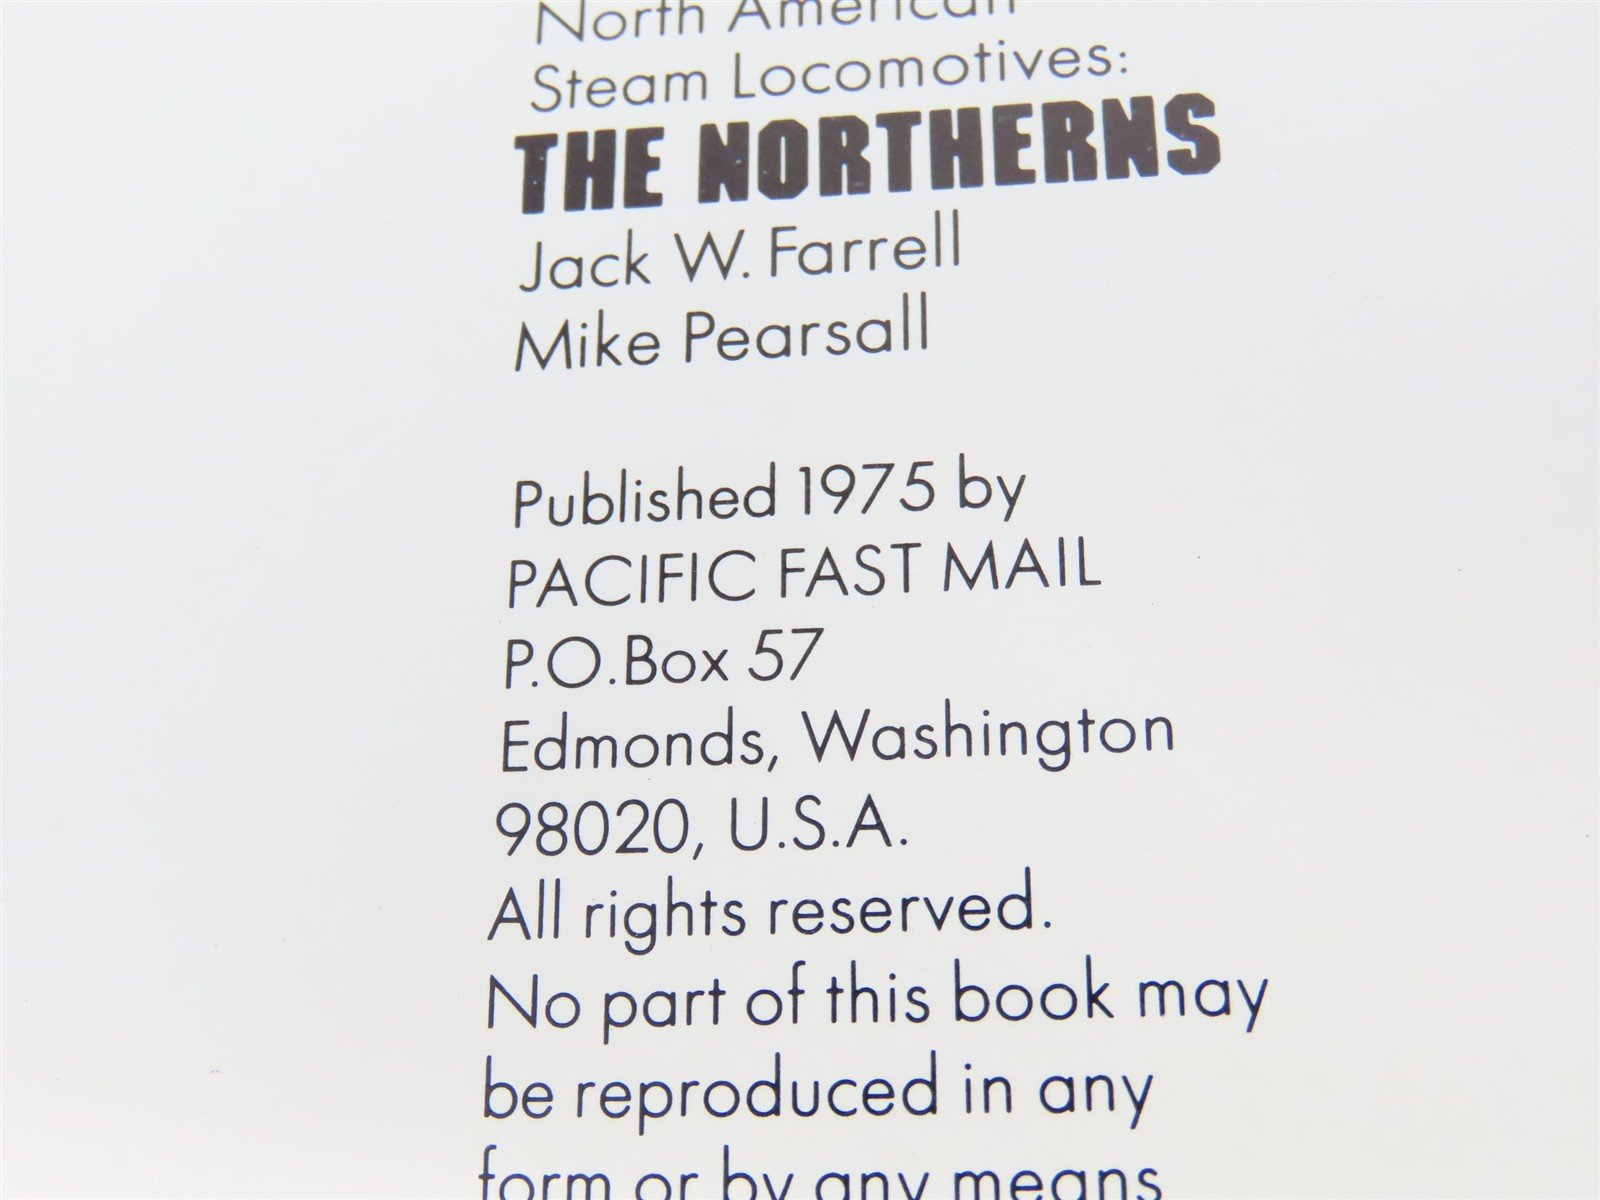 North American
Steam Locomotives:
THE NORTHERNS
Jack W. Farrell
Mike Pearsall
Published 1975 by
PACIFIC FAST MAIL
P.O.Box 57
Edmonds, Washington
98020, U.S.A.
All rights reserved.
No part of this book may
be reproduced in any
form or by any means